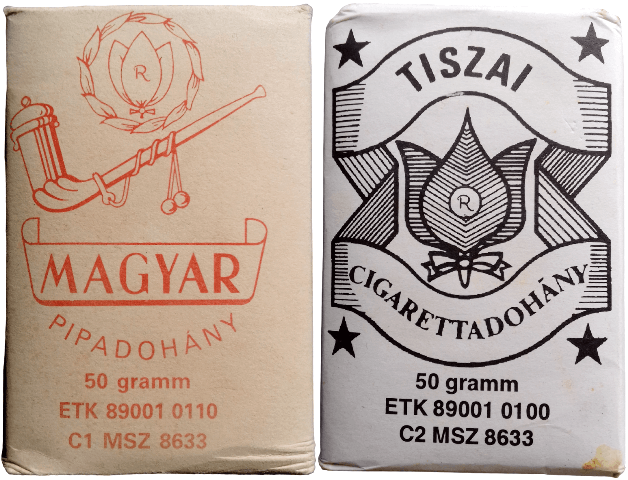 R
MAGYAR
PIPADOHÁNY
50 gramm
ETK 89001 0110
C1 MSZ 8633
TISZAI
R
CIGARETTADOHÁNY
50 gramm
ETK 89001 0100
C2 MSZ 8633